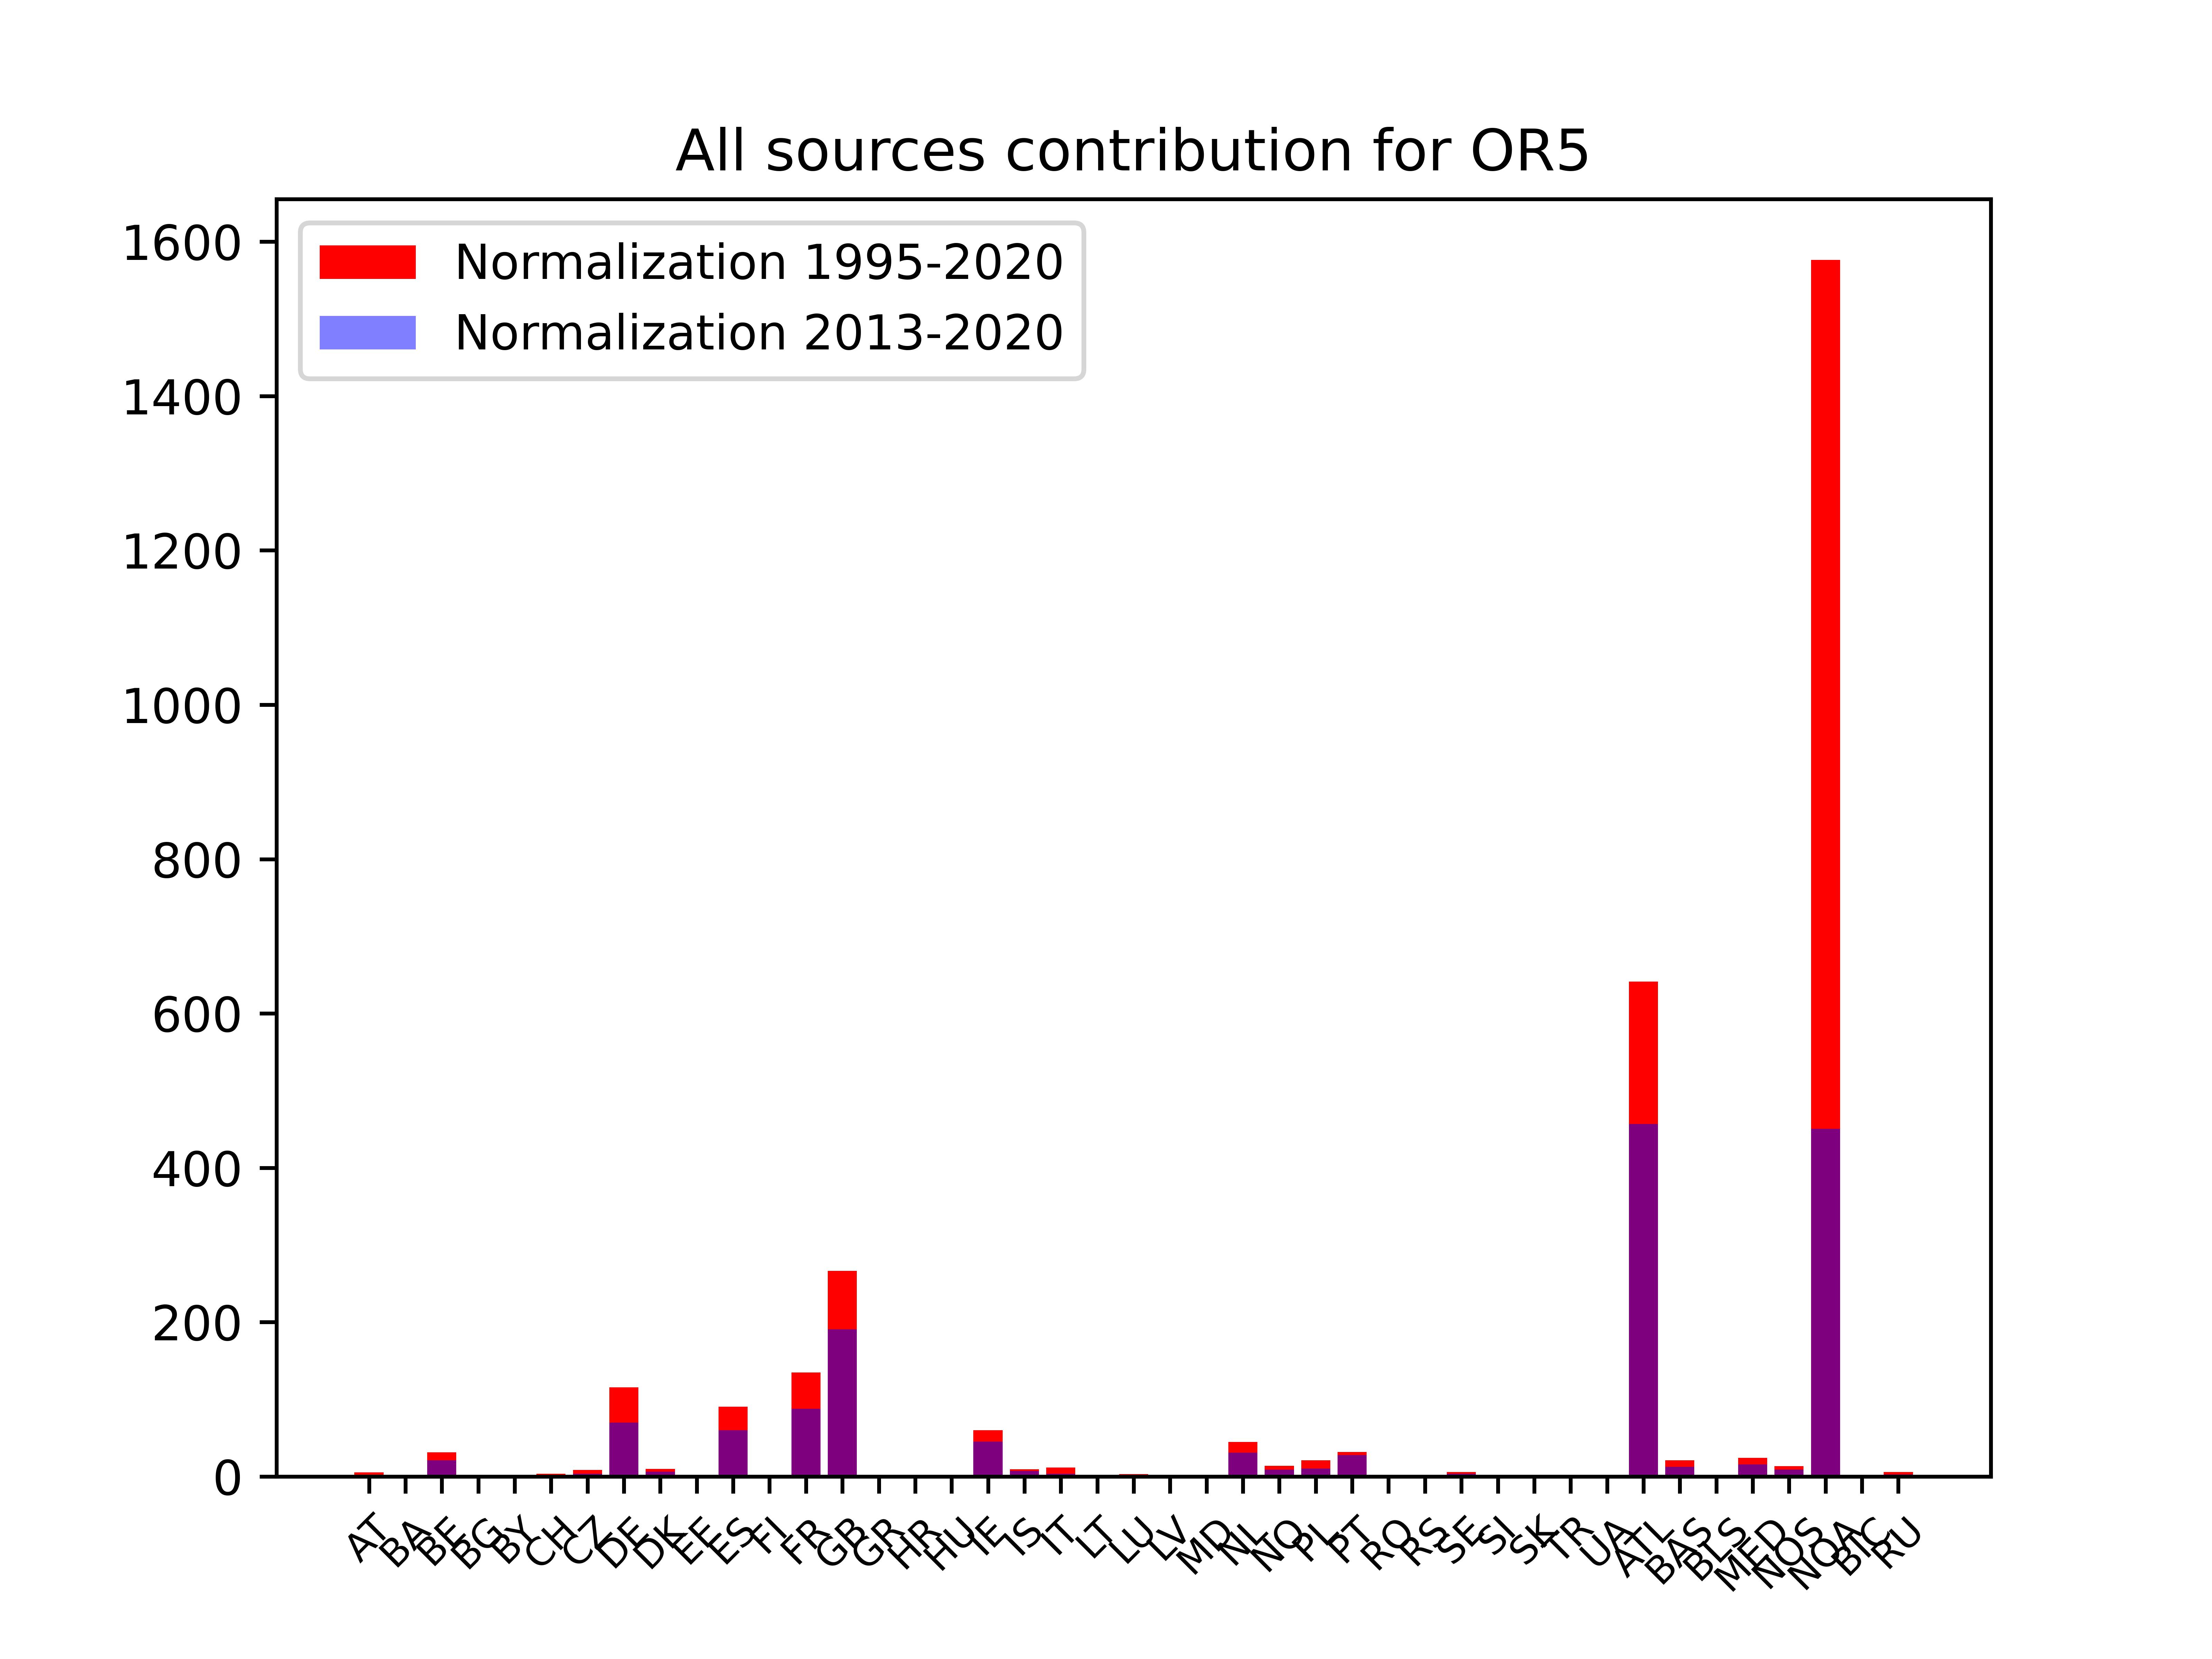 All sources contribution for OR5
Normalization 1995-2020
Normalization 2013-2020
1600
1400
1200
1000
800
600
400
200
0
AT
BA
BE
BG
BY
CH
CZ
DE
DK
EE
ES
FI
FR
GB
GR
HR
HU
IE
IS
IT
LT
LU
LV
MD
NL
NO
PL
PT
RO
RS
SE
SI
SK
TR
UA
ATL
BAS
BLS
MED
NOS
NOA
BIC
RU